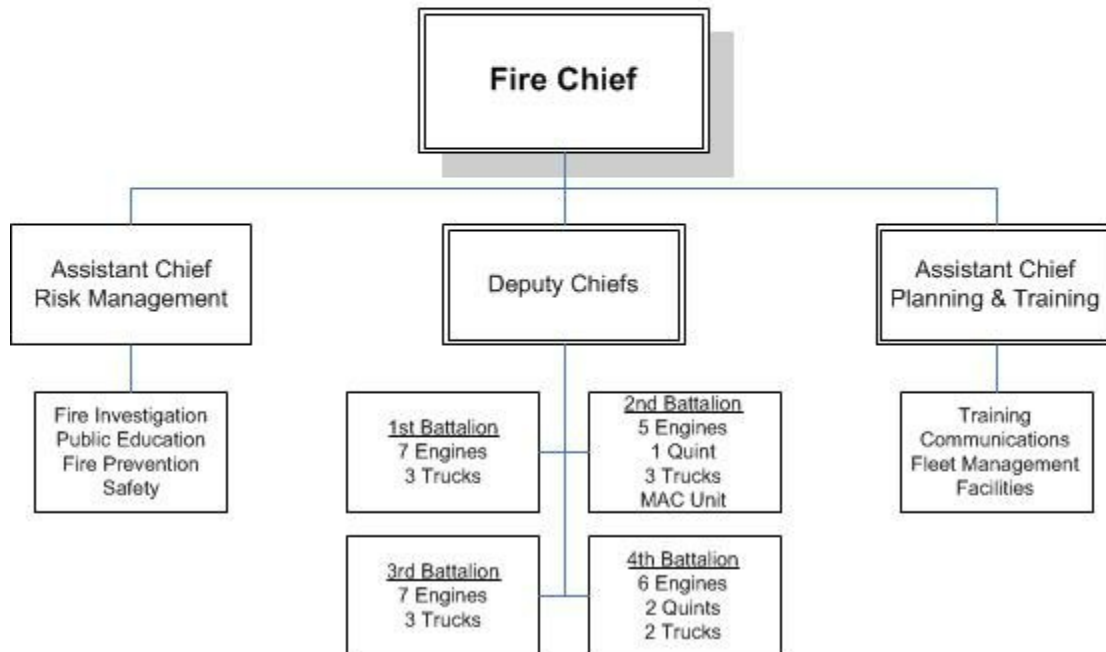 Fire Chief
Assistant Chief
Risk Management
Deputy Chiefs
Assistant Chief
Planning & Training
Fire Investigation
Public Education
Fire Prevention
Safety
1st Battalion
7 Engines
3 Trucks
2nd Battalion
5 Engines
1 Quint
3 Trucks
MAC Unit
Training
Communications
Fleet Management
Facilities
3rd Battalion
7 Engines
3 Trucks
4th Battalion
6 Engines
2 Quints
2 Trucks